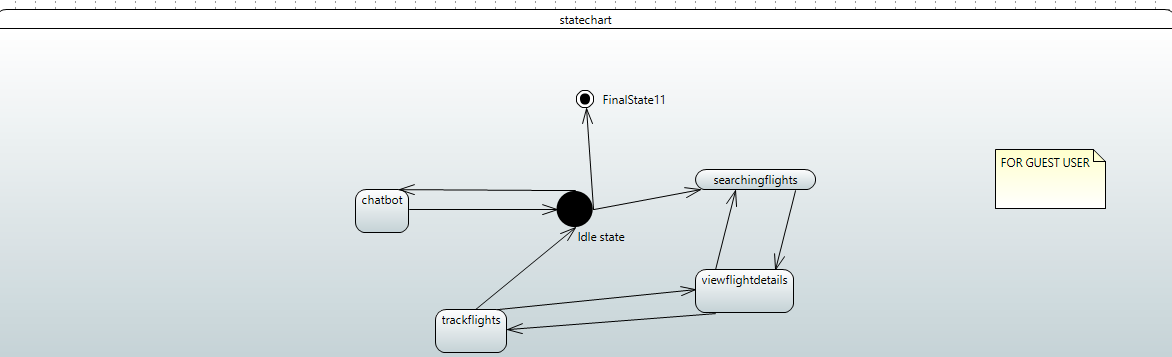 statechart
FinalState11
FOR GUEST USER
searchingflights
chatbot
Idle state
viewflightdetails
trackflights